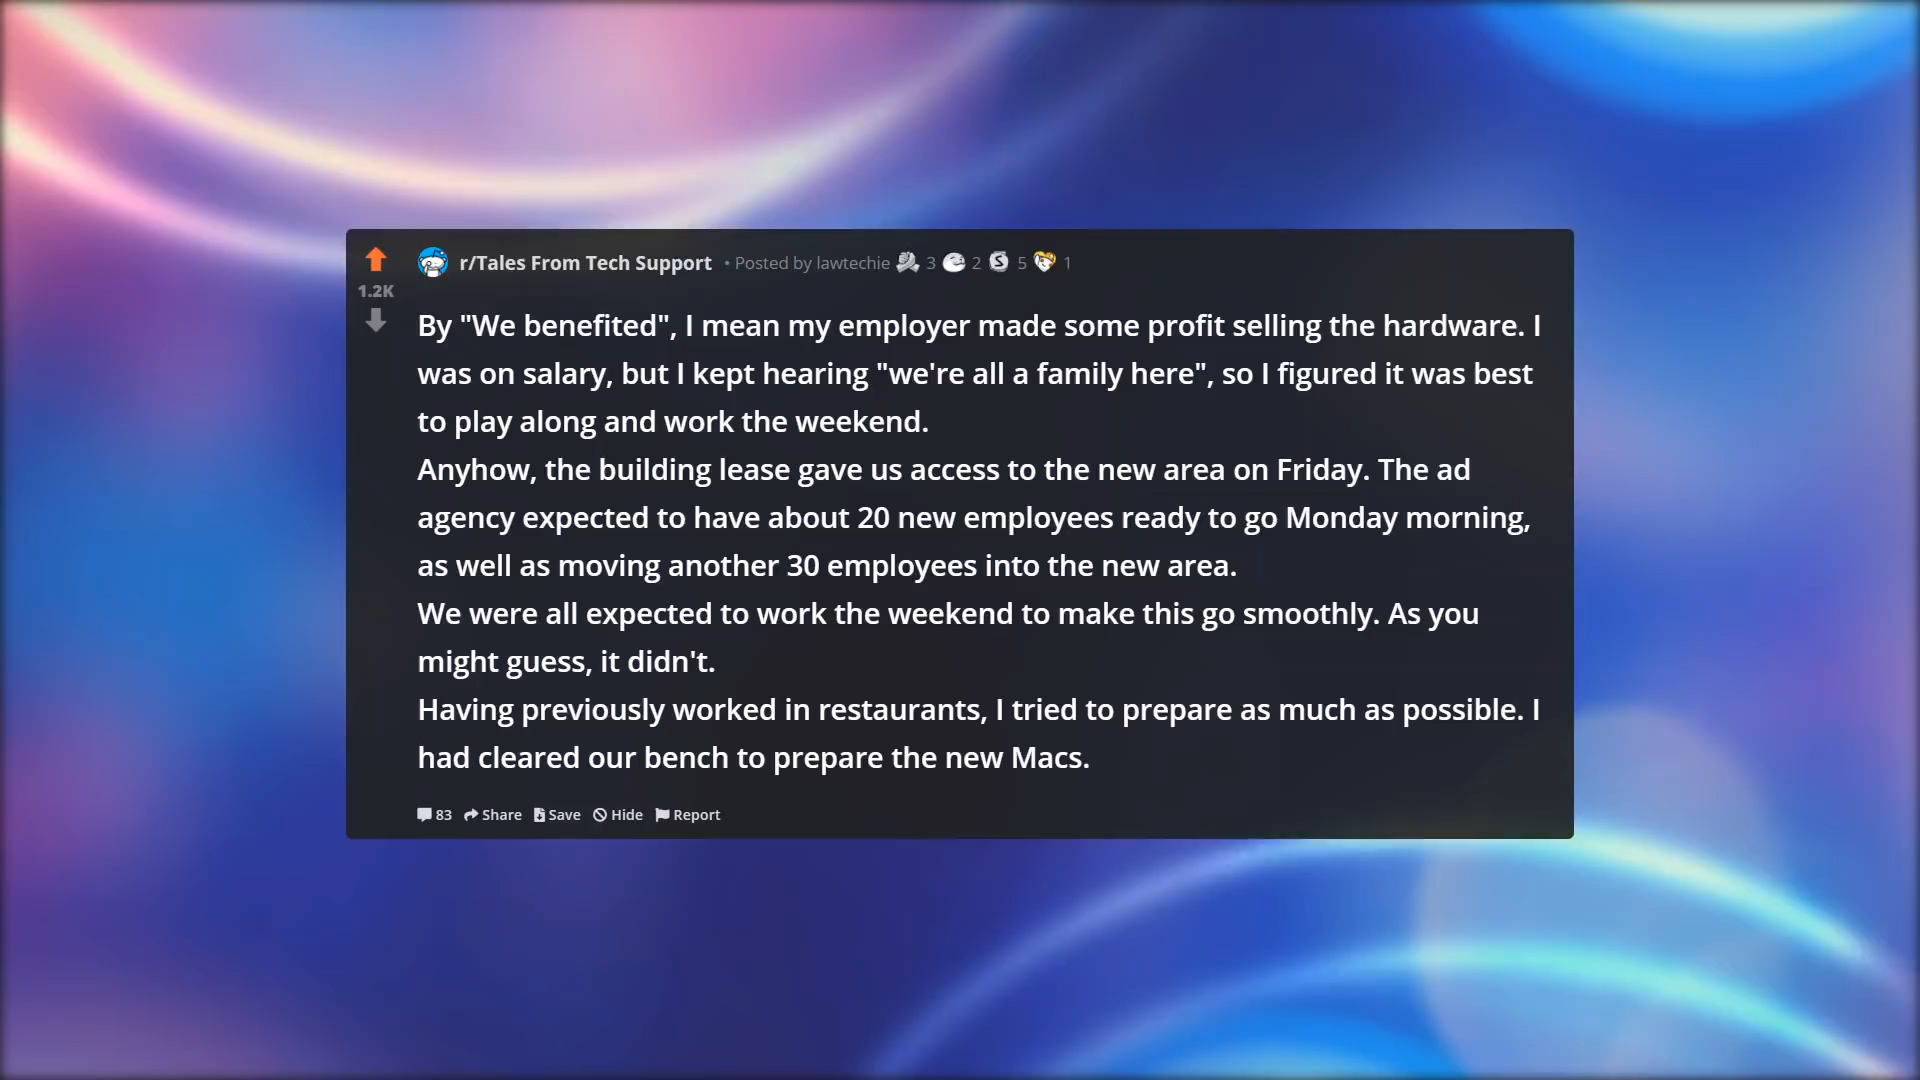 r/Tales From Tech Support • Posted by lawtechie 3 2 5 1
1.2K
By "We benefited", I mean my employer made some profit selling the hardware. I
was on salary, but I kept hearing "we're all a family here", so I figured it was best
to play along and work the weekend.
Anyhow, the building lease gave us access to the new area on Friday. The ad
agency expected to have about 20 new employees ready to go Monday morning,
as well as moving another 30 employees into the new area.
We were all expected to work the weekend to make this go smoothly. As you
might guess, it didn't.
Having previously worked in restaurants, I tried to prepare as much as possible. I
had cleared our bench to prepare the new Macs.
83 Share Save Hide Report